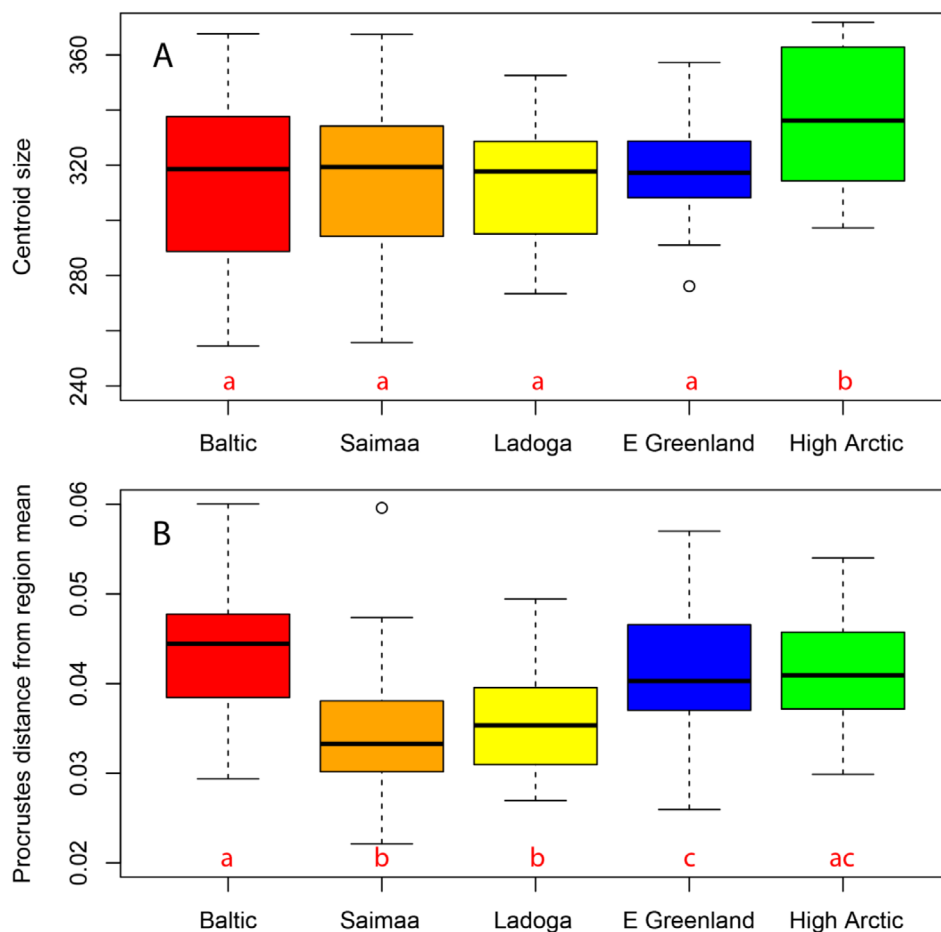 A
Centroid size
360
320
280
240
a a a a b
Baltic Saimaa Ladoga E Greenland High Arctic
B
Procrustes distance from region mean
0.06
0.05
0.04
0.03
0.02
a b b c ac
Baltic Saimaa Ladoga E Greenland High Arctic